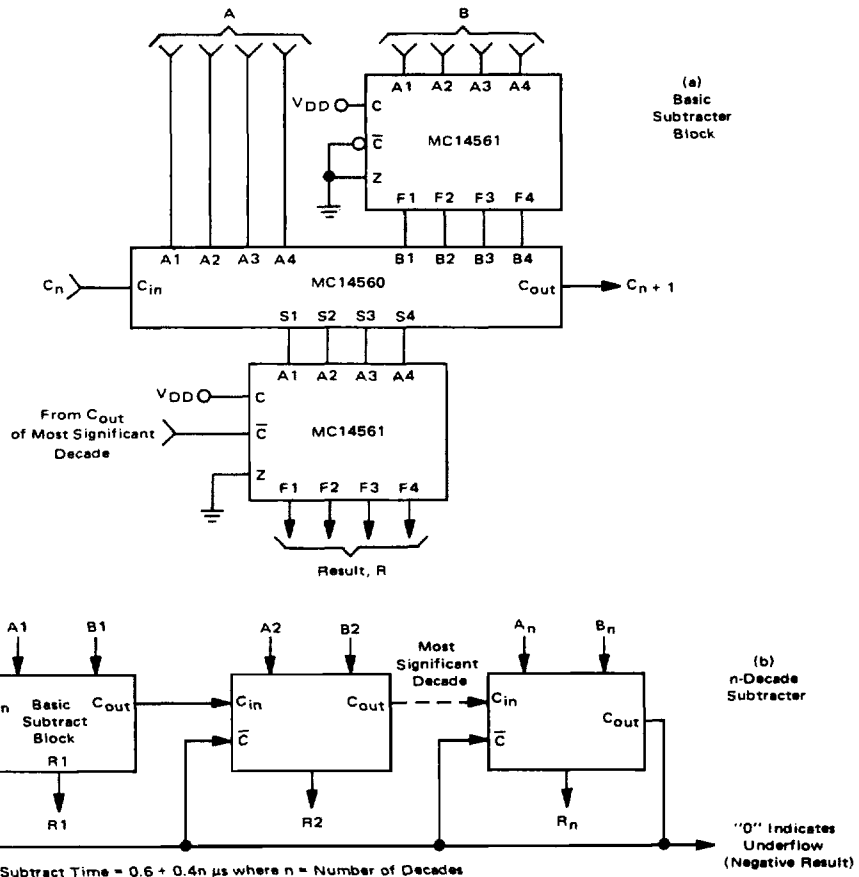 A
B
A1 A2 A3 A4
(a)
Basic
Subtracter
Block
VDD
C
MC14561
C̅
Z
F1 F2 F3 F4
A1 A2 A3 A4
B1 B2 B3 B4
Cn
Cin
MC14560
Cout
Cn + 1
S1 S2 S3 S4
A1 A2 A3 A4
VDD
C
From Cout
of Most Significant
Decade
C̅
MC14561
Z
F1 F2 F3 F4
Result, R
A1
B1
A2
B2
Most
Significant
Decade
An
Bn
(b)
n-Decade
Subtracter
n
Basic
Subtract
Block
Cout
R1
Cin
Cout
C̅
Cin
Cout
C̅
R1
R2
Rn
"0" Indicates
Underflow
(Negative Result)
Subtract Time = 0.6 + 0.4n μs where n = Number of Decades